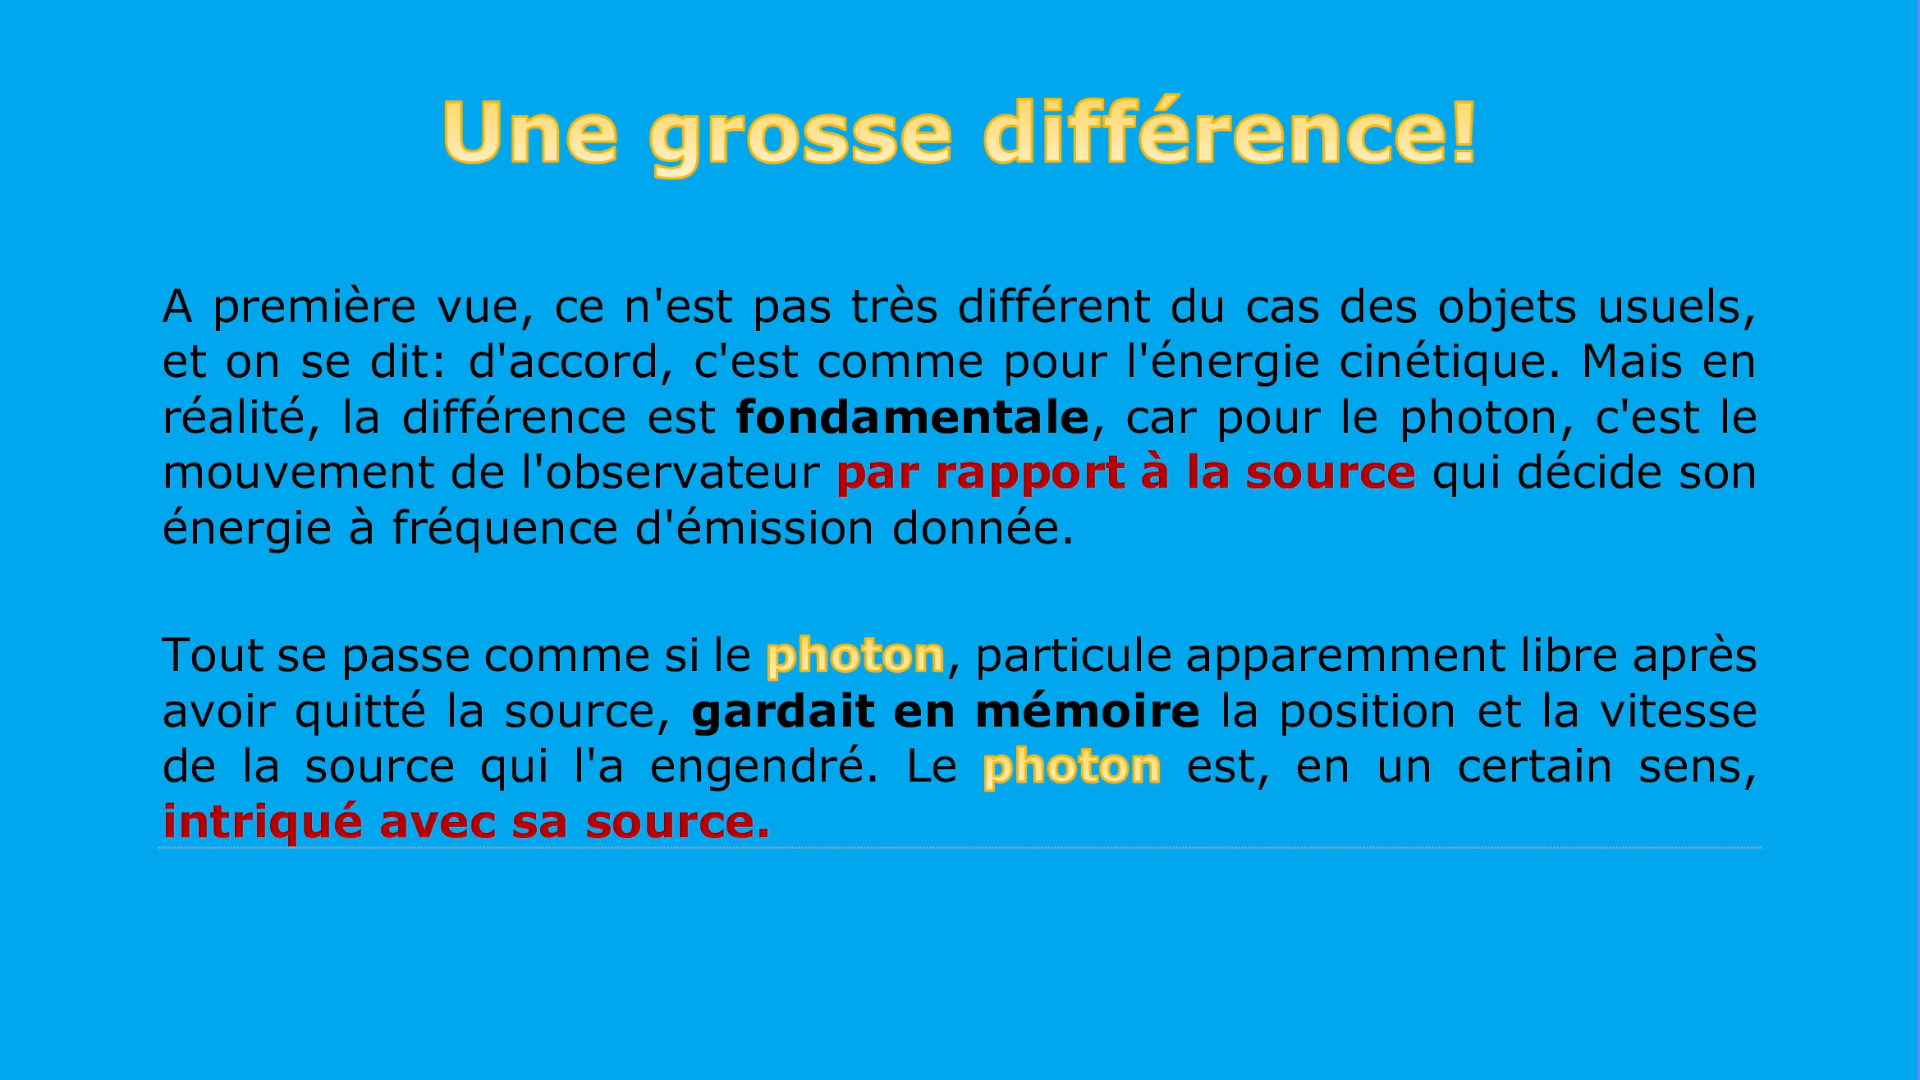 Une grosse différence!
A première vue, ce n'est pas très différent du cas des objets usuels,
et on se dit: d'accord, c'est comme pour l'énergie cinétique. Mais en
réalité, la différence est fondamentale, car pour le photon, c'est le
mouvement de l'observateur par rapport à la source qui décide son
énergie à fréquence d'émission donnée.
Tout se passe comme si le photon, particule apparemment libre après
avoir quitté la source, gardait en mémoire la position et la vitesse
de la source qui l'a engendré. Le photon est, en un certain sens,
intriqué avec sa source.